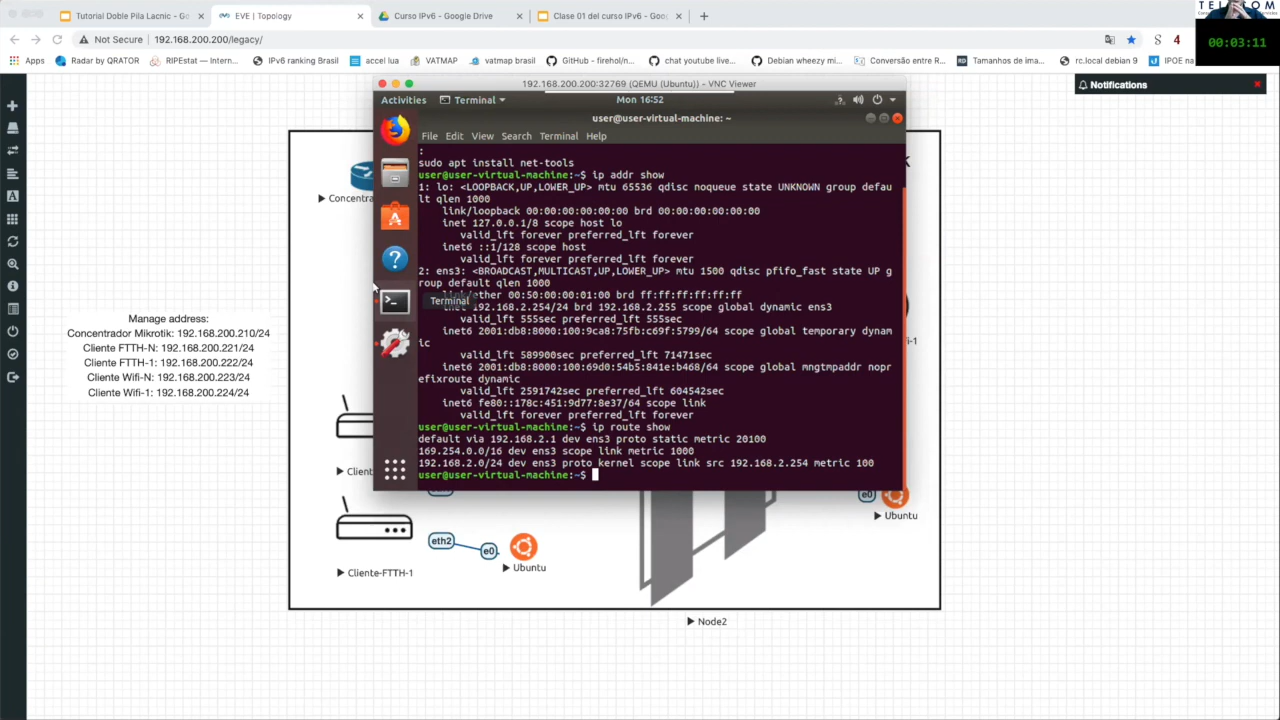 Tutorial Doble Pila Lacnic - Go
EVE | Topology
Curso IPv6 - Google Drive
Clase 01 del curso IPv6 - Goo
Not Secure | 192.168.200.200/legacy/
4
00:03:11
Apps
Radar by QRATOR
RIPEstat — Intern...
IPv6 ranking Brasil
accel lua
VATMAP
vatmap brasil
GitHub - firehol/ne...
chat youtube live...
Debian wheezy mi...
Conversão entre R...
Tamanhos de ima...
rc.local debian 9
IPOE na
Notifications
192.168.200.200:32769 (QEMU (Ubuntu)) - VNC Viewer
Activities
Terminal
Mon 16:52
user@user-virtual-machine: ~
File Edit View Search Terminal Help
:
sudo apt install net-tools
user@user-virtual-machine:~$ ip addr show
1: lo: <LOOPBACK,UP,LOWER_UP> mtu 65536 qdisc noqueue state UNKNOWN group defau
lt qlen 1000
link/loopback 00:00:00:00:00:00 brd 00:00:00:00:00:00
inet 127.0.0.1/8 scope host lo
valid_lft forever preferred_lft forever
inet6 ::1/128 scope host
valid_lft forever preferred_lft forever
2: ens3: <BROADCAST,MULTICAST,UP,LOWER_UP> mtu 1500 qdisc pfifo_fast state UP g
roup default qlen 1000
ether 00:50:00:00:01:00 brd ff:ff:ff:ff:ff:ff
Terminal
192.168.2.254/24 brd 192.168.2.255 scope global dynamic ens3
valid_lft 555sec preferred_lft 555sec
inet6 2001:db8:8000:100:9ca8:75fb:c69f:5799/64 scope global temporary dynam
ic
valid_lft 589900sec preferred_lft 71471sec
inet6 2001:db8:8000:100:69d0:54b5:841e:b468/64 scope global mngtmpaddr nopr
efixroute dynamic
valid_lft 2591742sec preferred_lft 604542sec
inet6 fe80::178c:451:9d77:8e37/64 scope link
valid_lft forever preferred_lft forever
user@user-virtual-machine:~$ ip route show
default via 192.168.2.1 dev ens3 proto static metric 20100
169.254.0.0/16 dev ens3 scope link metric 1000
192.168.2.0/24 dev ens3 proto kernel scope link src 192.168.2.254 metric 100
user@user-virtual-machine:~$
Concentra
Manage address:
Concentrador Mikrotik: 192.168.200.210/24
Cliente FTTH-N: 192.168.200.221/24
Cliente FTTH-1: 192.168.200.222/24
Cliente Wifi-N: 192.168.200.223/24
Cliente Wifi-1: 192.168.200.224/24
Client
e0
Ubuntu
eth2
e0
Ubuntu
Cliente-FTTH-1
Node2